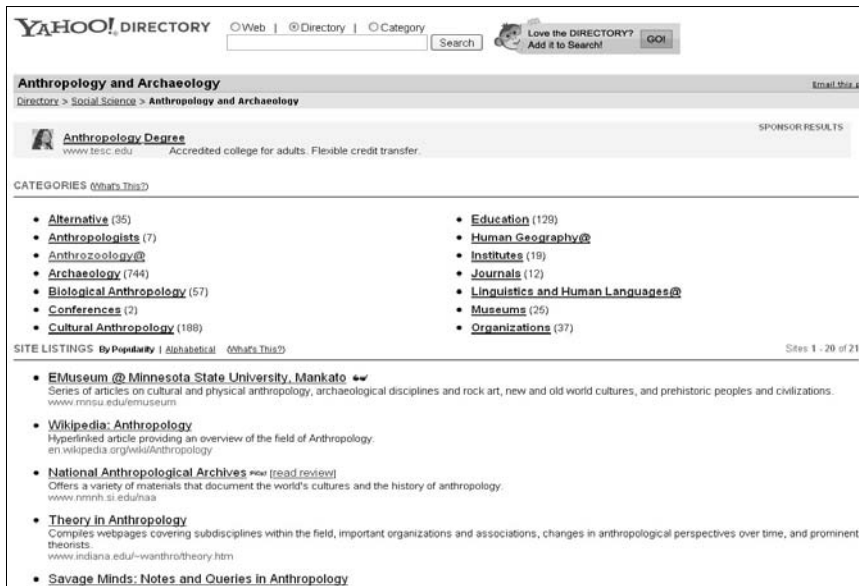 YAHOO! DIRECTORY
Web | Directory | Category
Search
Love the DIRECTORY?
Add it to Search!
GO!
Anthropology and Archaeology
Email this
Directory > Social Science > Anthropology and Archaeology
SPONSOR RESULTS
Anthropology Degree
www.tesc.edu Accredited college for adults. Flexible credit transfer.
CATEGORIES (What's This?)
Alternative (35)
Anthropologists (7)
Anthrozoology@
Archaeology (744)
Biological Anthropology (57)
Conferences (2)
Cultural Anthropology (188)
Education (129)
Human Geography@
Institutes (19)
Journals (12)
Linguistics and Human Languages@
Museums (25)
Organizations (37)
SITE LISTINGS By Popularity | Alphabetical (What's This?)
Sites 1 - 20 of 21
EMuseum @ Minnesota State University, Mankato
Series of articles on cultural and physical anthropology, archaeological disciplines and rock art, new and old world cultures, and prehistoric peoples and civilizations.
www.mnsu.edu/emuseum
Wikipedia: Anthropology
Hyperlinked article providing an overview of the field of Anthropology.
en.wikipedia.org/wiki/Anthropology
National Anthropological Archives [read review]
Offers a variety of materials that document the world's cultures and the history of anthropology.
www.nmnh.si.edu/naa
Theory in Anthropology
Compiles webpages covering subdisciplines within the field, important organizations and associations, changes in anthropological perspectives over time, and prominent
theorists.
www.indiana.edu/~wanthro/theory.htm
Savage Minds: Notes and Queries in Anthropology